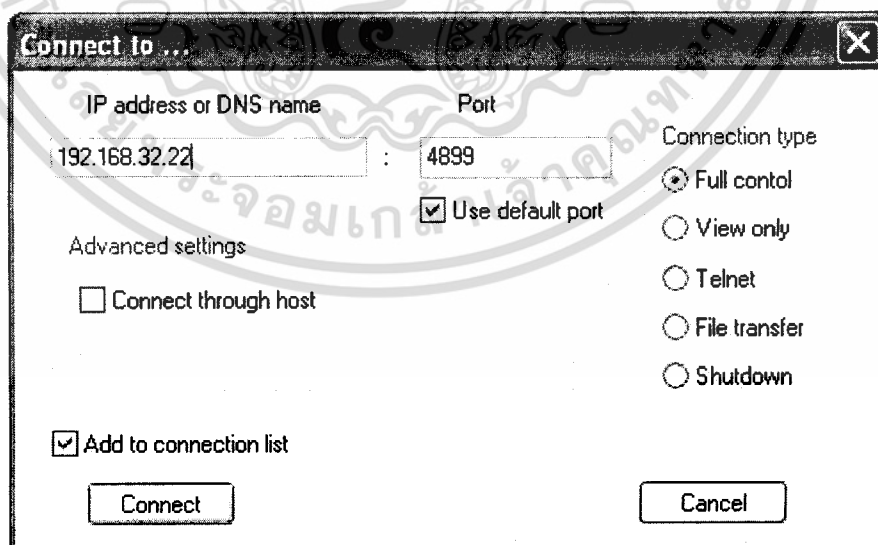 Connect to ...
IP address or DNS name
Port
192.168.32.22
:
4899
Use default port
Advanced settings
Connect through host
Connection type
Full contol
View only
Telnet
File transfer
Shutdown
Add to connection list
Connect
Cancel